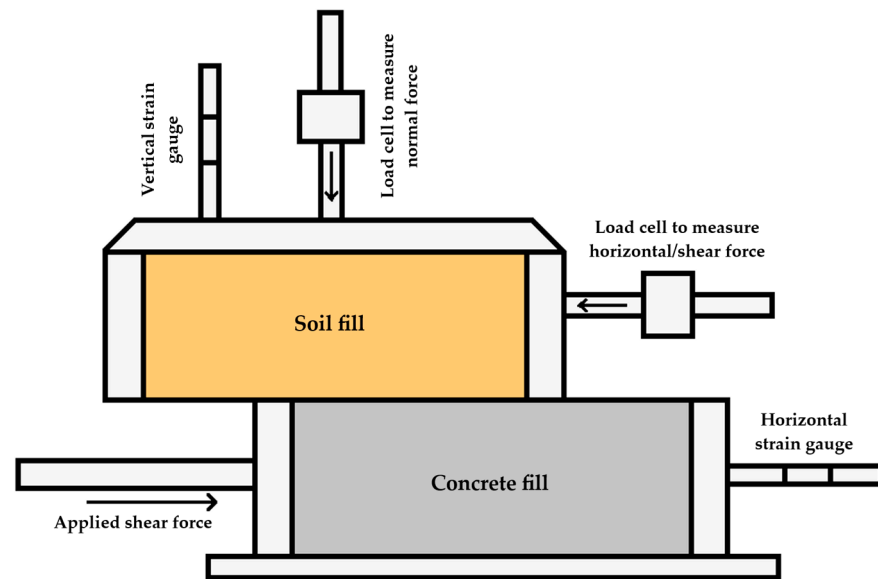 Vertical strain
gauge
Load cell to measure
normal force
Load cell to measure
horizontal/shear force
Soil fill
Horizontal
strain gauge
Concrete fill
Applied shear force